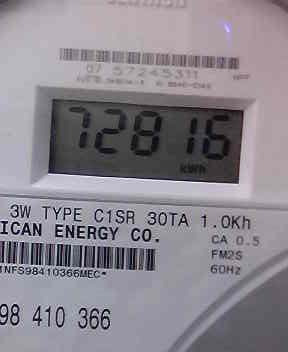 07 57245311
72816
kWh
3W TYPE C1SR 30TA 1.0Kh
ICAN ENERGY CO.
CA 0.5
FM2S
60Hz
1NFS98410366MEC*
98 410 366